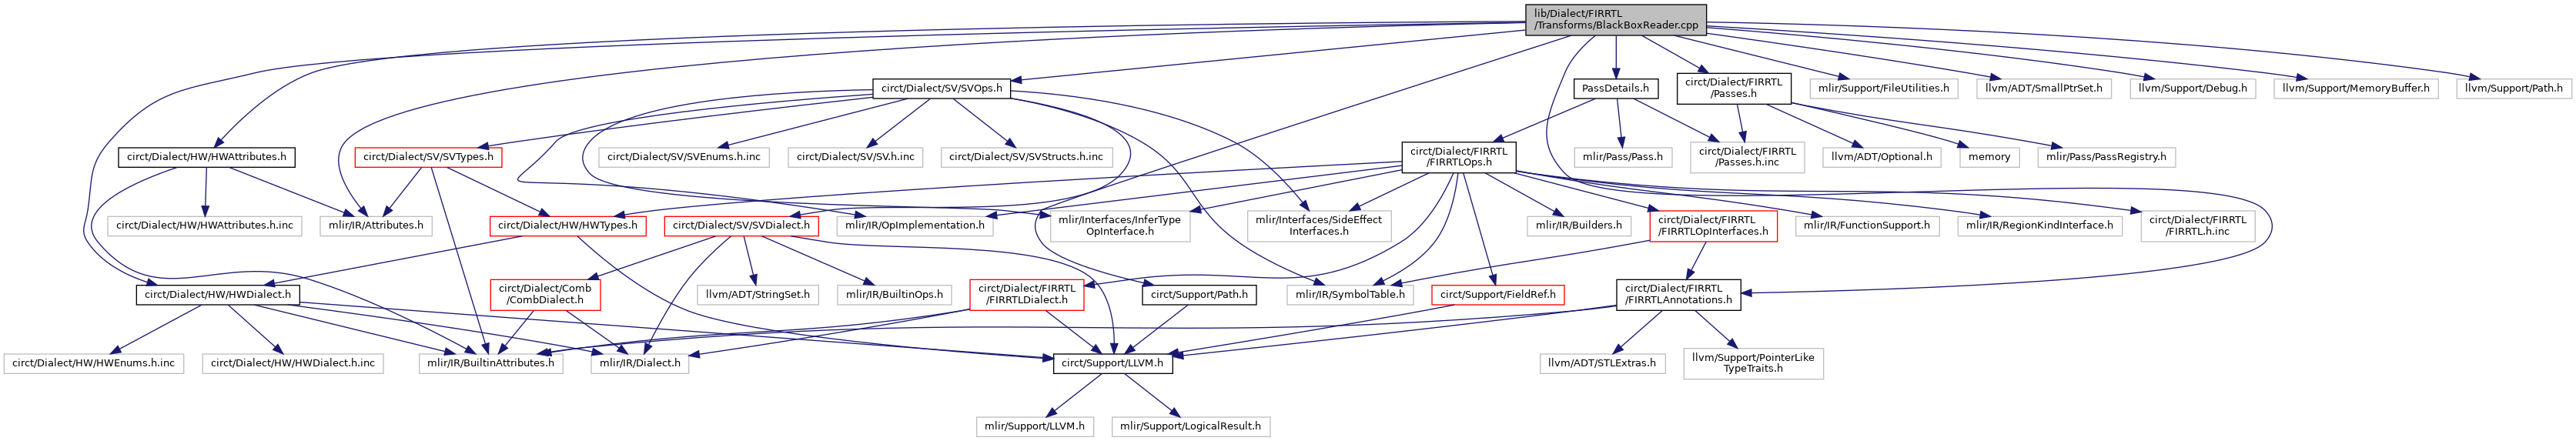 lib/Dialect/FIRRTL
/Transforms/BlackBoxReader.cpp
circt/Dialect/SV/SVOps.h
PassDetails.h
circt/Dialect/FIRRTL
/Passes.h
mlir/Support/FileUtilities.h
llvm/ADT/SmallPtrSet.h
llvm/Support/Debug.h
llvm/Support/MemoryBuffer.h
llvm/Support/Path.h
circt/Dialect/HW/HWAttributes.h
circt/Dialect/SV/SVTypes.h
circt/Dialect/SV/SVEnums.h.inc
circt/Dialect/SV/SV.h.inc
circt/Dialect/SV/SVStructs.h.inc
circt/Dialect/FIRRTL
/FIRRTLOps.h
mlir/Pass/Pass.h
circt/Dialect/FIRRTL
/Passes.h.inc
llvm/ADT/Optional.h
memory
mlir/Pass/PassRegistry.h
circt/Dialect/HW/HWAttributes.h.inc
mlir/IR/Attributes.h
circt/Dialect/HW/HWTypes.h
circt/Dialect/SV/SVDialect.h
mlir/IR/OpImplementation.h
mlir/Interfaces/InferType
OpInterface.h
mlir/Interfaces/SideEffect
Interfaces.h
mlir/IR/Builders.h
circt/Dialect/FIRRTL
/FIRRTLOpInterfaces.h
mlir/IR/FunctionSupport.h
mlir/IR/RegionKindInterface.h
circt/Dialect/FIRRTL
/FIRRTL.h.inc
circt/Dialect/HW/HWDialect.h
circt/Dialect/Comb
/CombDialect.h
llvm/ADT/StringSet.h
mlir/IR/BuiltinOps.h
circt/Dialect/FIRRTL
/FIRRTLDialect.h
circt/Support/Path.h
mlir/IR/SymbolTable.h
circt/Support/FieldRef.h
circt/Dialect/FIRRTL
/FIRRTLAnnotations.h
circt/Dialect/HW/HWEnums.h.inc
circt/Dialect/HW/HWDialect.h.inc
mlir/IR/BuiltinAttributes.h
mlir/IR/Dialect.h
circt/Support/LLVM.h
llvm/ADT/STLExtras.h
llvm/Support/PointerLike
TypeTraits.h
mlir/Support/LLVM.h
mlir/Support/LogicalResult.h